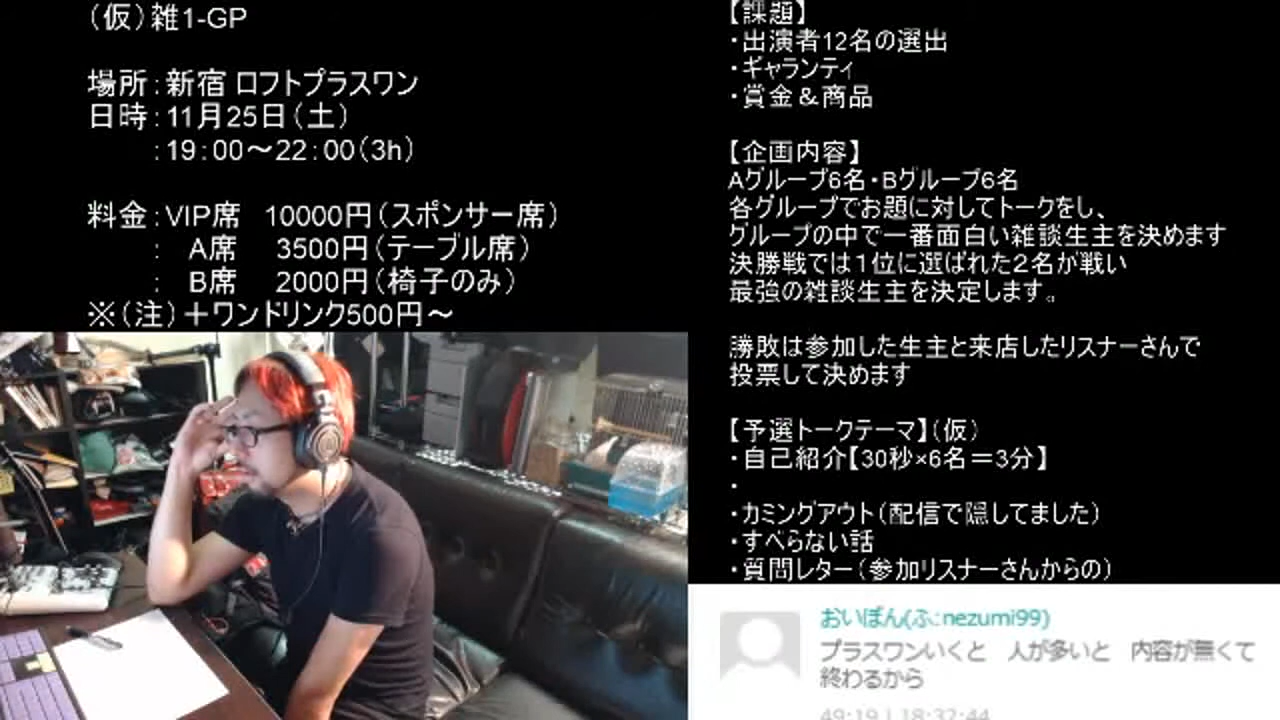 （仮）雑1-GP
場所：新宿 ロフトプラスワン
日時：11月25日（土）
：19：00～22：00（3h）
料金：VIP席 10000円（スポンサー席）
： A席 3500円（テーブル席）
： B席 2000円（椅子のみ）
※（注）＋ワンドリンク500円～
【課題】
・出演者12名の選出
・ギャランティ
・賞金＆商品
【企画内容】
Aグループ6名・Bグループ6名
各グループでお題に対してトークをし、
グループの中で一番面白い雑談生主を決めます
決勝戦では１位に選ばれた２名が戦い
最強の雑談生主を決定します。
勝敗は参加した生主と来店したリスナーさんで
投票して決めます
【予選トークテーマ】（仮）
・自己紹介【30秒×6名＝3分】
・
・カミングアウト（配信で隠してました）
・すべらない話
・質問レター（参加リスナーさんからの）
おいぽん(ふ:nezumi99)
プラスワンいくと 人が多いと 内容が無くて
終わるから
49:19 | 18:32:44